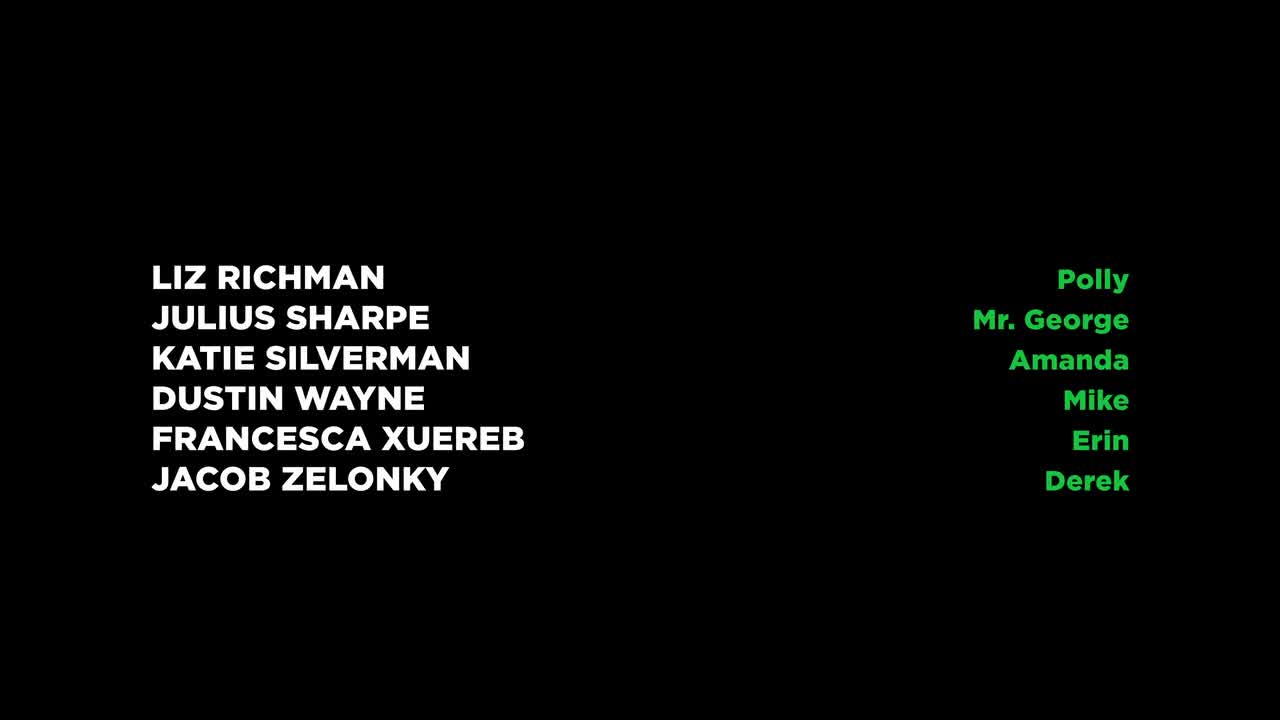 LIZ RICHMAN Polly
JULIUS SHARPE Mr. George
KATIE SILVERMAN Amanda
DUSTIN WAYNE Mike
FRANCESCA XUEREB Erin
JACOB ZELONKY Derek